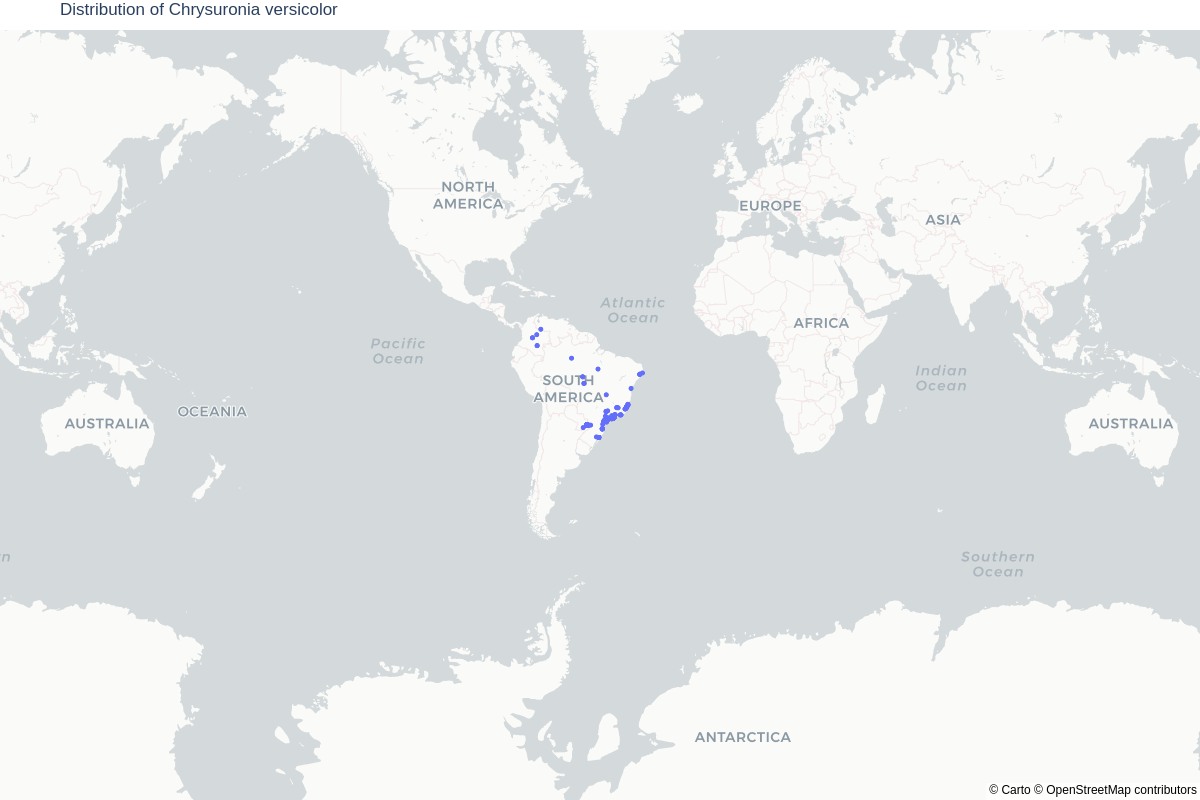 Distribution of Chrysuronia versicolor
NORTH
AMERICA
EUROPE
ASIA
Atlantic
Ocean
AFRICA
Pacific
Ocean
Indian
Ocean
SOUTH
AMERICA
OCEANIA
AUSTRALIA
AUSTRALIA
n
Southern
Ocean
ANTARCTICA
© Carto © OpenStreetMap contributors